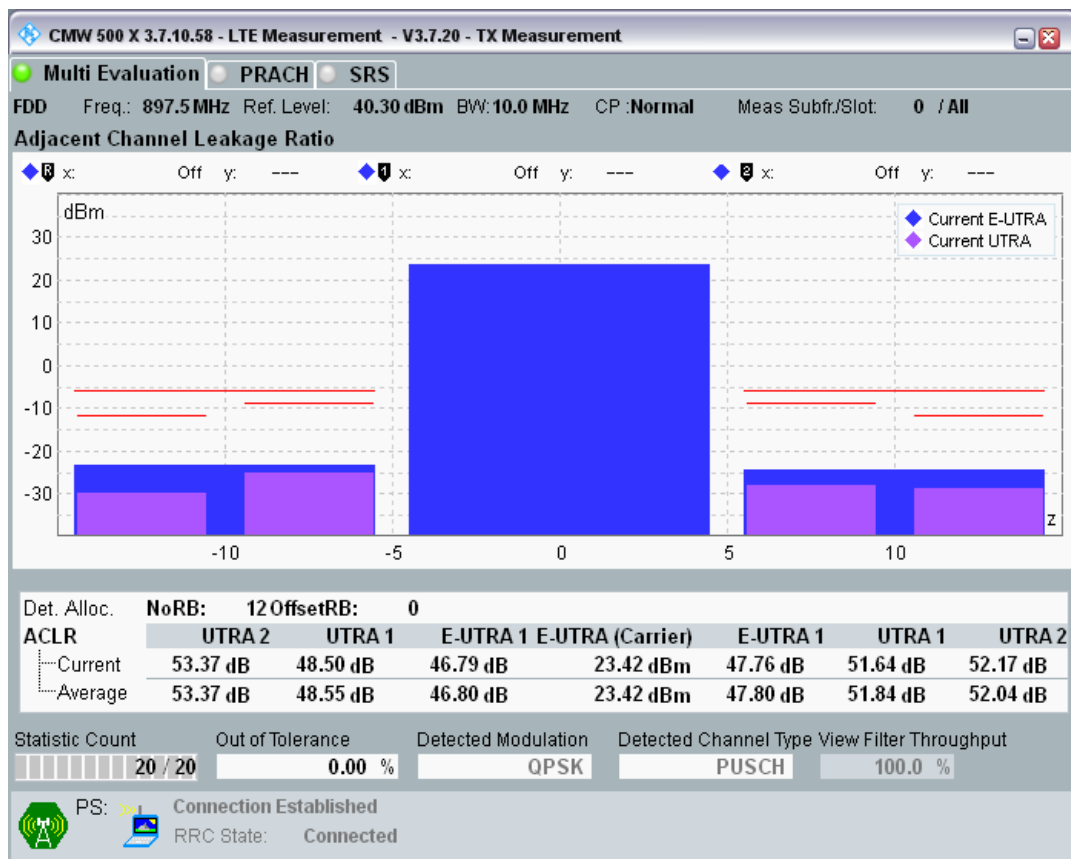 CMW 500 X 3.7.10.58 - LTE Measurement - V3.7.20 - TX Measurement
Multi Evaluation PRACH SRS
FDD Freq.: 897.5 MHz Ref. Level: 40.30 dBm BW: 10.0 MHz CP :Normal Meas Subfr./Slot: 0 / All
Adjacent Channel Leakage Ratio
R x: Off y: --- 1 x: Off y: --- 2 x: Off y: ---
dBm
Current E-UTRA
Current UTRA
30
20
10
0
-10
-20
-30
z
-10 -5 0 5 10
Det. Alloc. NoRB: 12 OffsetRB: 0
ACLR UTRA 2 UTRA 1 E-UTRA 1 E-UTRA (Carrier) E-UTRA 1 UTRA 1 UTRA 2
Current 53.37 dB 48.50 dB 46.79 dB 23.42 dBm 47.76 dB 51.64 dB 52.17 dB
Average 53.37 dB 48.55 dB 46.80 dB 23.42 dBm 47.80 dB 51.84 dB 52.04 dB
Statistic Count Out of Tolerance Detected Modulation Detected Channel Type View Filter Throughput
20 / 20 0.00 % QPSK PUSCH 100.0 %
PS: Connection Established
RRC State: Connected